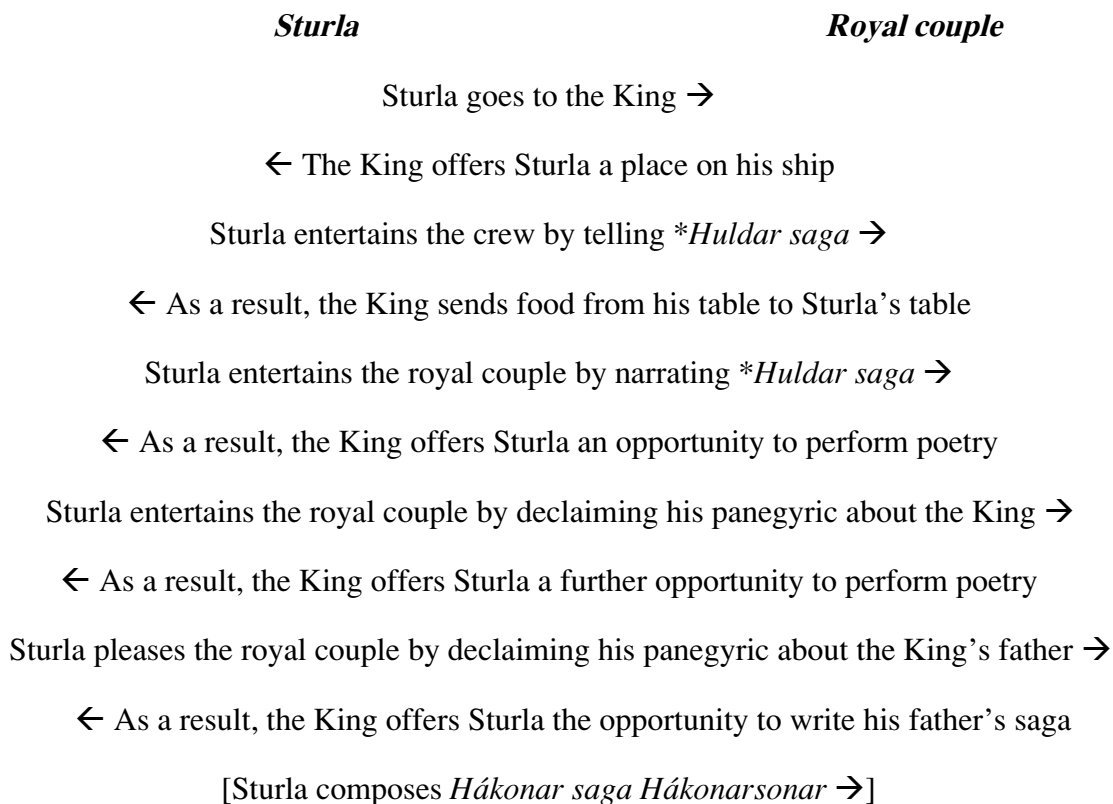 Sturla Royal couple
Sturla goes to the King →
← The King offers Sturla a place on his ship
Sturla entertains the crew by telling *Huldar saga →
← As a result, the King sends food from his table to Sturla’s table
Sturla entertains the royal couple by narrating *Huldar saga →
← As a result, the King offers Sturla an opportunity to perform poetry
Sturla entertains the royal couple by declaiming his panegyric about the King →
← As a result, the King offers Sturla a further opportunity to perform poetry
Sturla pleases the royal couple by declaiming his panegyric about the King’s father →
← As a result, the King offers Sturla the opportunity to write his father’s saga
[Sturla composes Hákonar saga Hákonarsonar →]